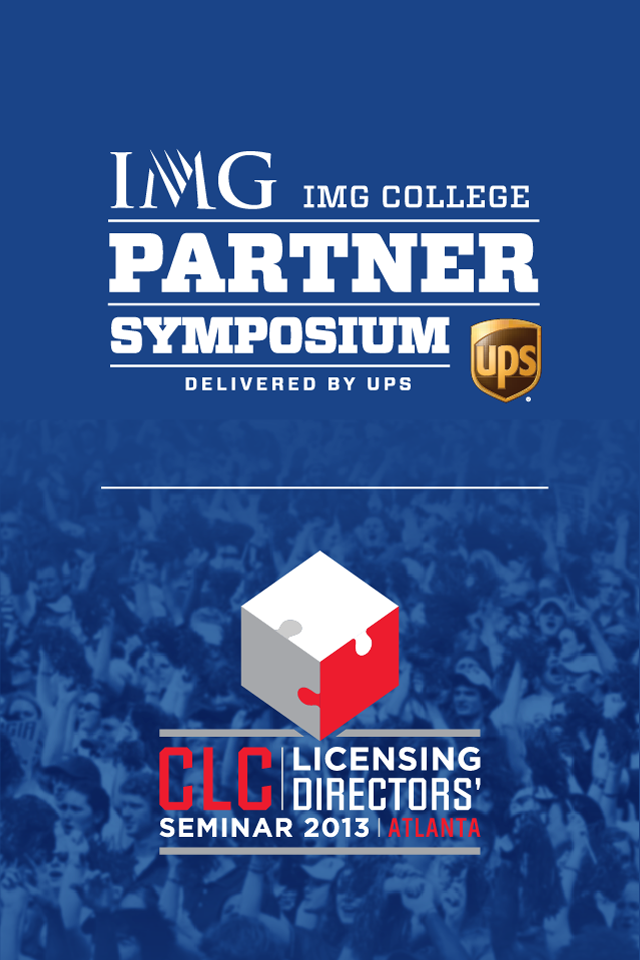 IMG IMG COLLEGE
PARTNER
SYMPOSIUM
ups
DELIVERED BY UPS
CLC LICENSING
DIRECTORS'
SEMINAR 2013 ATLANTA